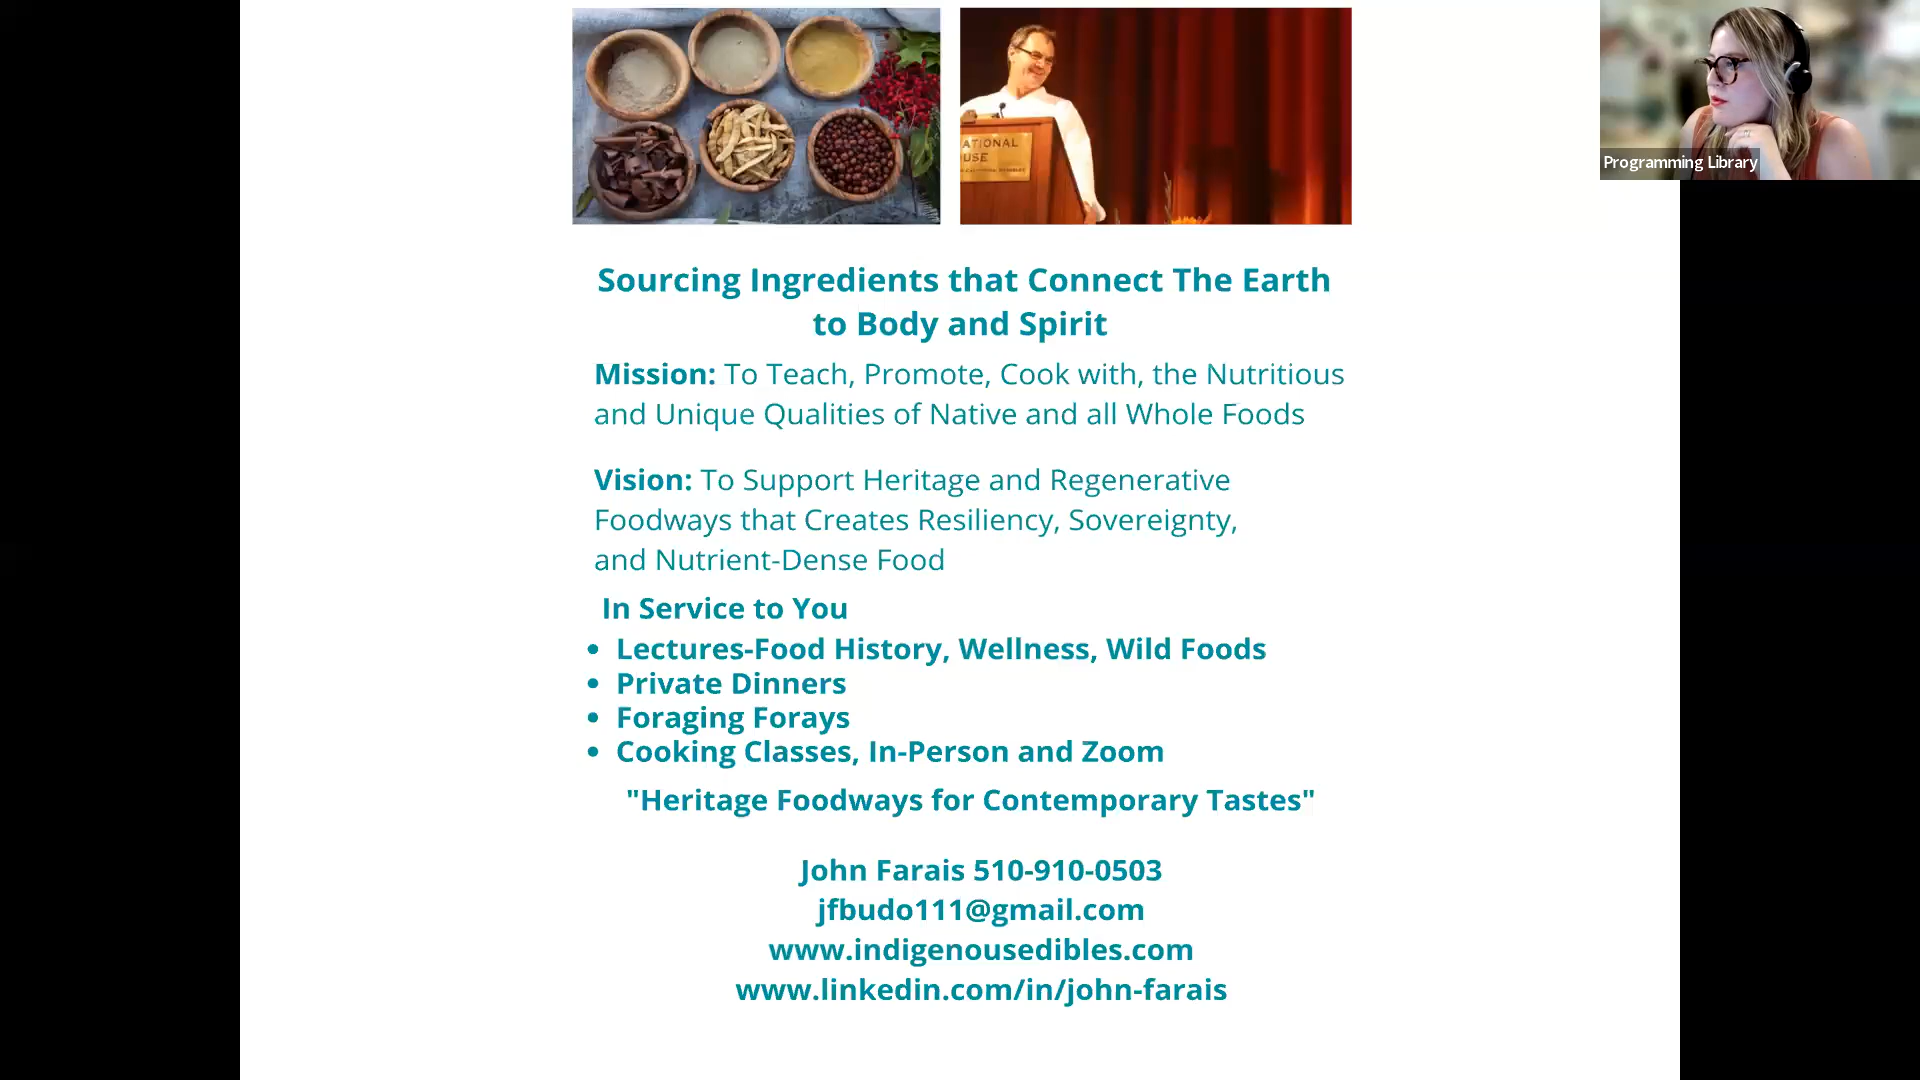 ATIONAL
USE
Programming Library
Sourcing Ingredients that Connect The Earth
to Body and Spirit
Mission: To Teach, Promote, Cook with, the Nutritious
and Unique Qualities of Native and all Whole Foods
Vision: To Support Heritage and Regenerative
Foodways that Creates Resiliency, Sovereignty,
and Nutrient-Dense Food
In Service to You
• Lectures-Food History, Wellness, Wild Foods
• Private Dinners
• Foraging Forays
• Cooking Classes, In-Person and Zoom
"Heritage Foodways for Contemporary Tastes"
John Farais 510-910-0503
jfbudo111@gmail.com
www.indigenousedibles.com
www.linkedin.com/in/john-farais